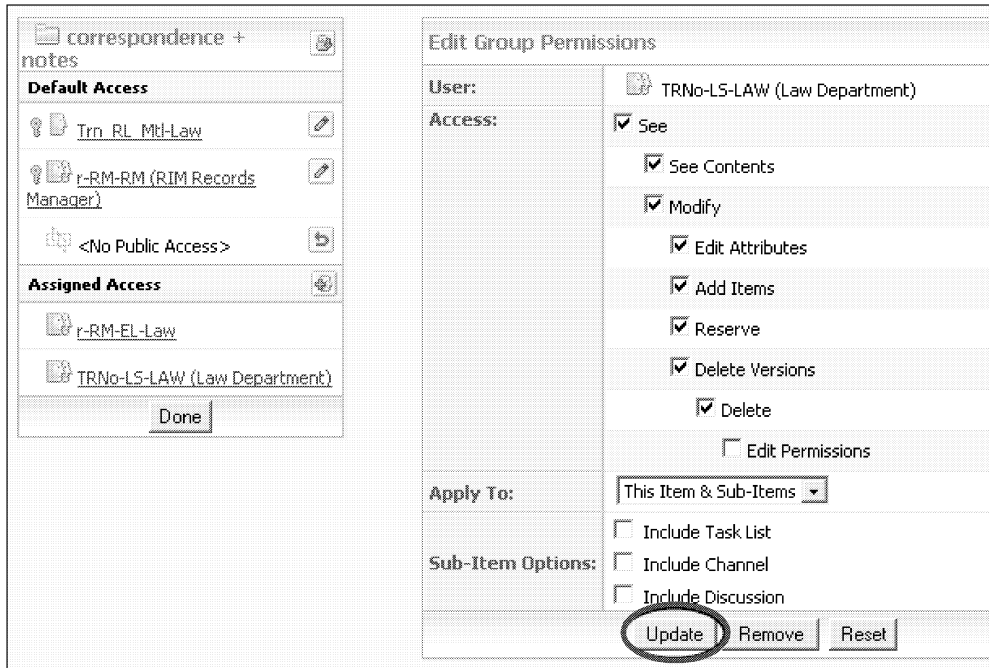 correspondence +
notes
Default Access
Trn_RL_Mtl-Law
r-RM-RM (RIM Records
Manager)
<No Public Access>
Assigned Access
r-RM-EL-Law
TRNo-LS-LAW (Law Department)
Done
Edit Group Permissions
User:
TRNo-LS-LAW (Law Department)
Access:
See
See Contents
Modify
Edit Attributes
Add Items
Reserve
Delete Versions
Delete
Edit Permissions
Apply To:
This Item & Sub-Items
Sub-Item Options:
Include Task List
Include Channel
Include Discussion
Update
Remove
Reset